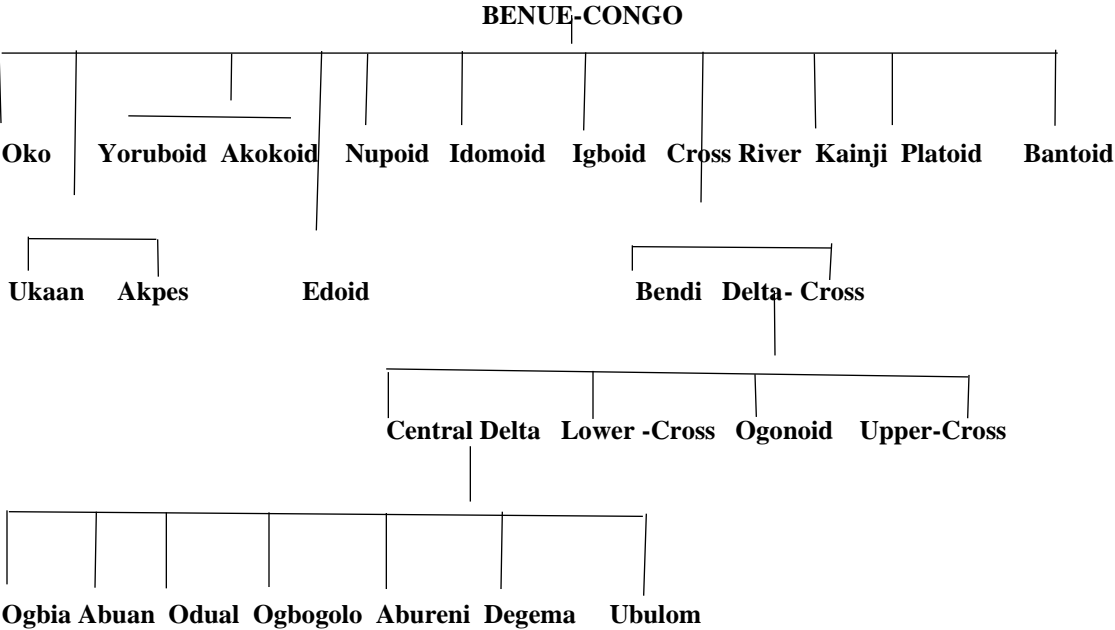 BENUE-CONGO
Oko Yoruboid Akokoid Nupoid Idomoid Igboid Cross River Kainji Platoid Bantoid
Ukaan Akpes Edoid Bendi Delta- Cross
Central Delta Lower -Cross Ogonoid Upper-Cross
Ogbia Abuan Odual Ogbogolo Abureni Degema Ubulom